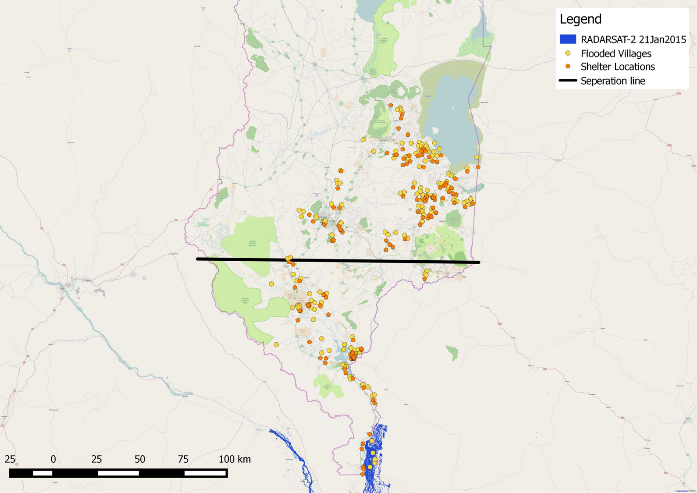 Legend
RADARSAT-2 21Jan2015
Flooded Villages
Shelter Locations
Seperation line
25 0 25 50 75 100 km